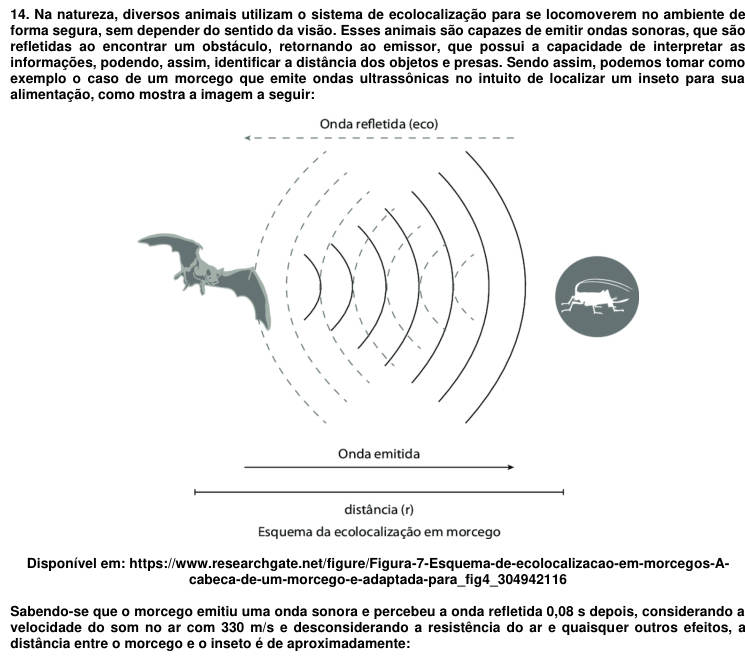 14. Na natureza, diversos animais utilizam o sistema de ecolocalização para se locomoverem no ambiente de
forma segura, sem depender do sentido da visão. Esses animais são capazes de emitir ondas sonoras, que são
refletidas ao encontrar um obstáculo, retornando ao emissor, que possui a capacidade de interpretar as
informações, podendo, assim, identificar a distância dos objetos e presas. Sendo assim, podemos tomar como
exemplo o caso de um morcego que emite ondas ultrassônicas no intuito de localizar um inseto para sua
alimentação, como mostra a imagem a seguir:
Onda refletida (eco)
Onda emitida
distância (r)
Esquema da ecolocalização em morcego
Disponível em: https://www.researchgate.net/figure/Figura-7-Esquema-de-ecolocalizacao-em-morcegos-A-
cabeca-de-um-morcego-e-adaptada-para_fig4_304942116
Sabendo-se que o morcego emitiu uma onda sonora e percebeu a onda refletida 0,08 s depois, considerando a
velocidade do som no ar com 330 m/s e desconsiderando a resistência do ar e quaisquer outros efeitos, a
distância entre o morcego e o inseto é de aproximadamente: